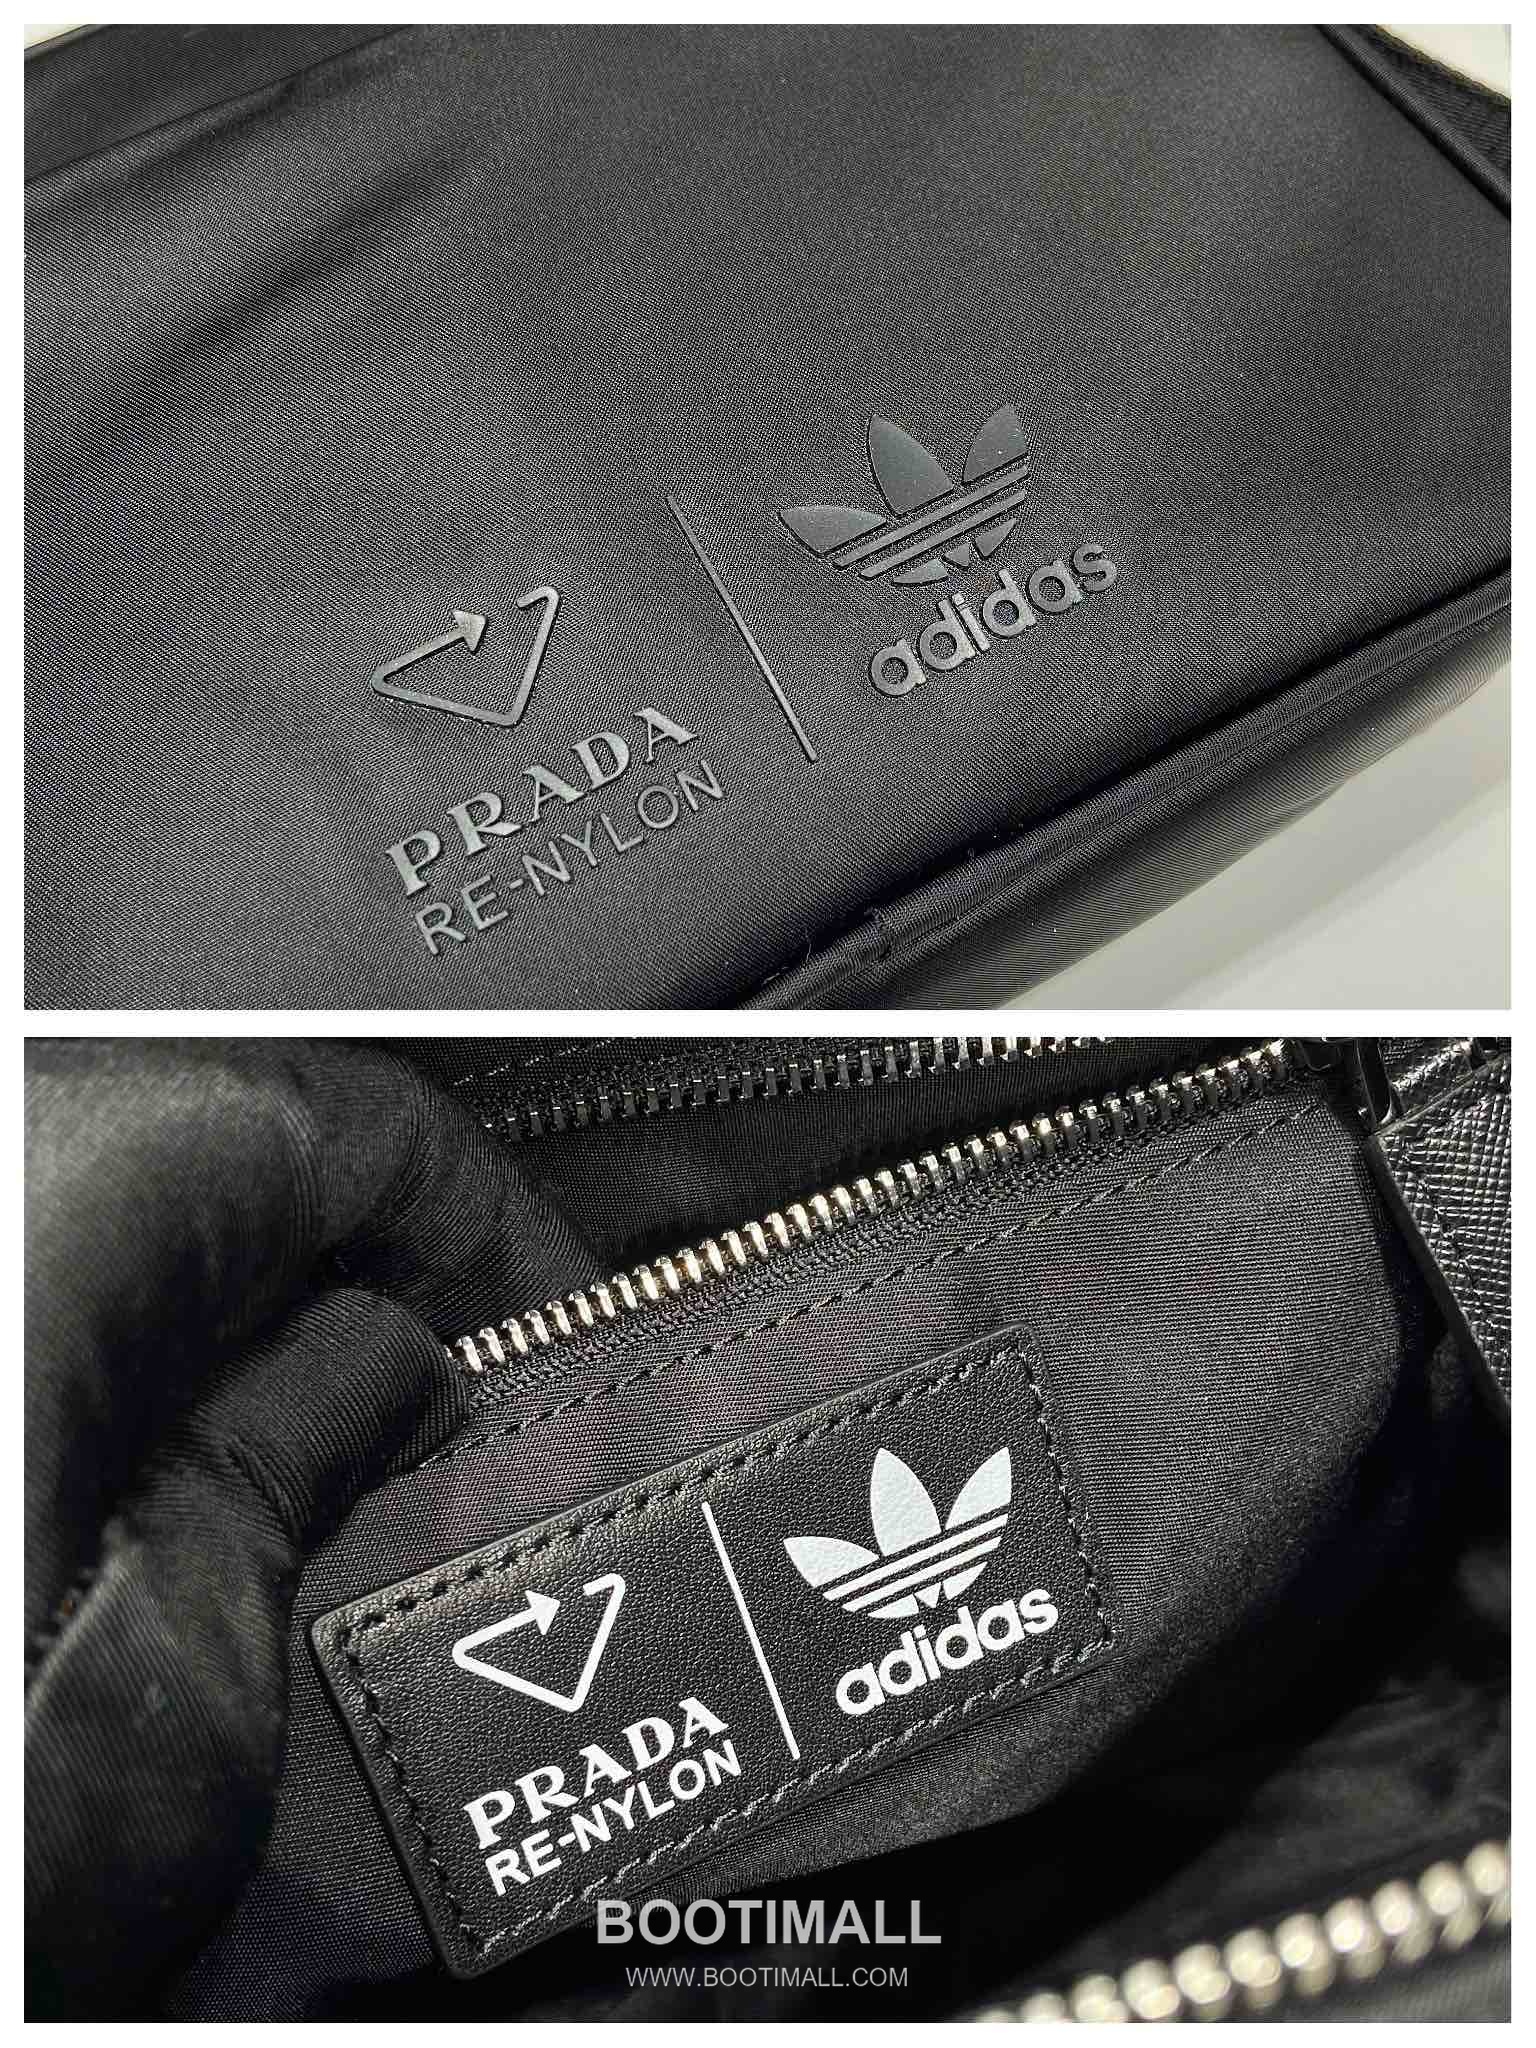 adidas
PRADA
RE-NYLON
adidas
PRADA
RE-NYLON
BOOTIMALL
WWW.BOOTIMALL.COM